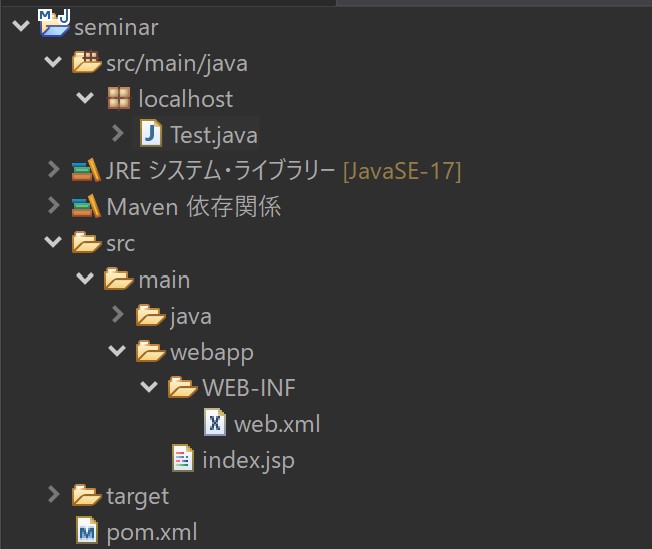 seminar
src/main/java
localhost
Test.java
JRE システム・ライブラリー [JavaSE-17]
Maven 依存関係
src
main
java
webapp
WEB-INF
web.xml
index.jsp
target
pom.xml